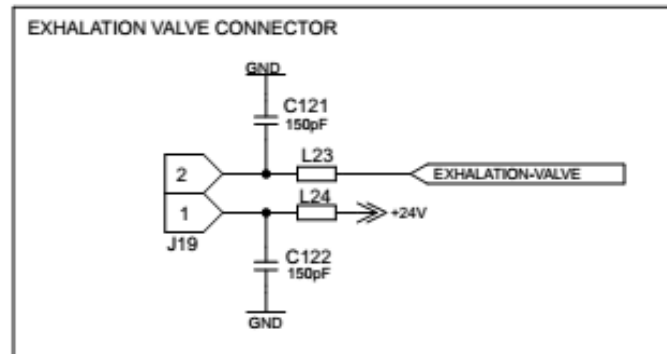 EXHALATION VALVE CONNECTOR
GND
C121
150pF
L23
2
EXHALATION-VALVE
L24
1
+24V
J19
C122
150pF
GND